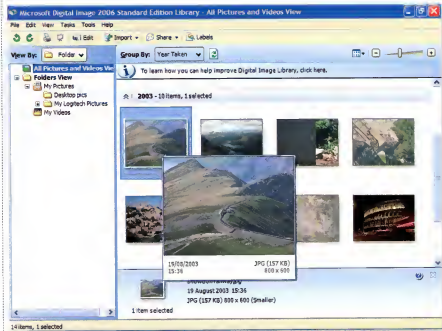 Microsoft Digital Image 2006 Standard Edition Library - All Pictures and Videos View
File Edit View Tasks Tools Help
Edit Import Share Labels
View By: Folder
Group By: Year Taken
All Pictures and Videos Vie
Folders View
My Pictures
Desktop pics
My Logitech Pictures
My Videos
To learn how you can help improve Digital Image Library, click here.
2003 - 10 items, 1 selected
19/08/2003
15:36
JPG (157 KB)
800 x 600
19 August 2003 15:36
JPG (157 KB) 800 x 600 (Smaller)
1 item selected
14 items, 1 selected